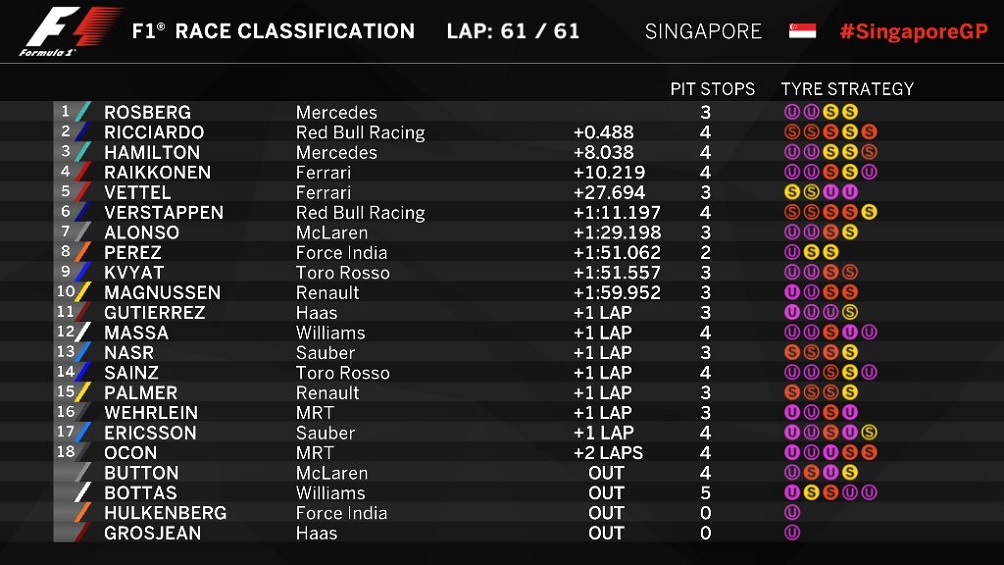 F1 Formula 1® F1® RACE CLASSIFICATION LAP: 61 / 61 SINGAPORE #SingaporeGP
PIT STOPS TYRE STRATEGY
1 ROSBERG Mercedes 3 U U S S
2 RICCIARDO Red Bull Racing +0.488 4 S S S S S
3 HAMILTON Mercedes +8.038 4 U U S S S
4 RAIKKONEN Ferrari +10.219 4 U U S S U
5 VETTEL Ferrari +27.694 3 S S U U
6 VERSTAPPEN Red Bull Racing +1:11.197 4 S S S S S
7 ALONSO McLaren +1:29.198 3 U U S S
8 PEREZ Force India +1:51.062 2 U S S
9 KVYAT Toro Rosso +1:51.557 3 U U S S
10 MAGNUSSEN Renault +1:59.952 3 U U S S
11 GUTIERREZ Haas +1 LAP 3 U U U S
12 MASSA Williams +1 LAP 4 U U S U U
13 NASR Sauber +1 LAP 3 S S S S
14 SAINZ Toro Rosso +1 LAP 4 U U S S U
15 PALMER Renault +1 LAP 3 S S S S
16 WEHRLEIN MRT +1 LAP 3 U U S U
17 ERICSSON Sauber +1 LAP 4 U U S U S
18 OCON MRT +2 LAPS 4 U U U S S
BUTTON McLaren OUT 4 U S U S
BOTTAS Williams OUT 5 U S S U U
HULKENBERG Force India OUT 0 U
GROSJEAN Haas OUT 0 U